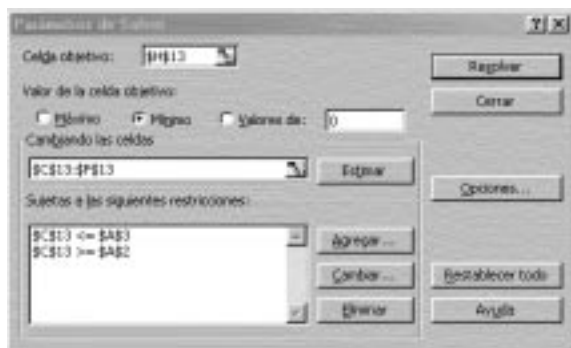 Parámetros de Solver
Celda objetivo: $H$13
Valor de la celda objetivo:
Máximo Mínimo Valores de: 0
Cambiando las celdas
$C$13:$F$13
Estimar
Sujetas a las siguientes restricciones:
$C$13 <= $A$3
$C$13 >= $A$2
Agregar...
Cambiar...
Eliminar
Resolver
Cerrar
Opciones...
Restablecer todo
Ayuda